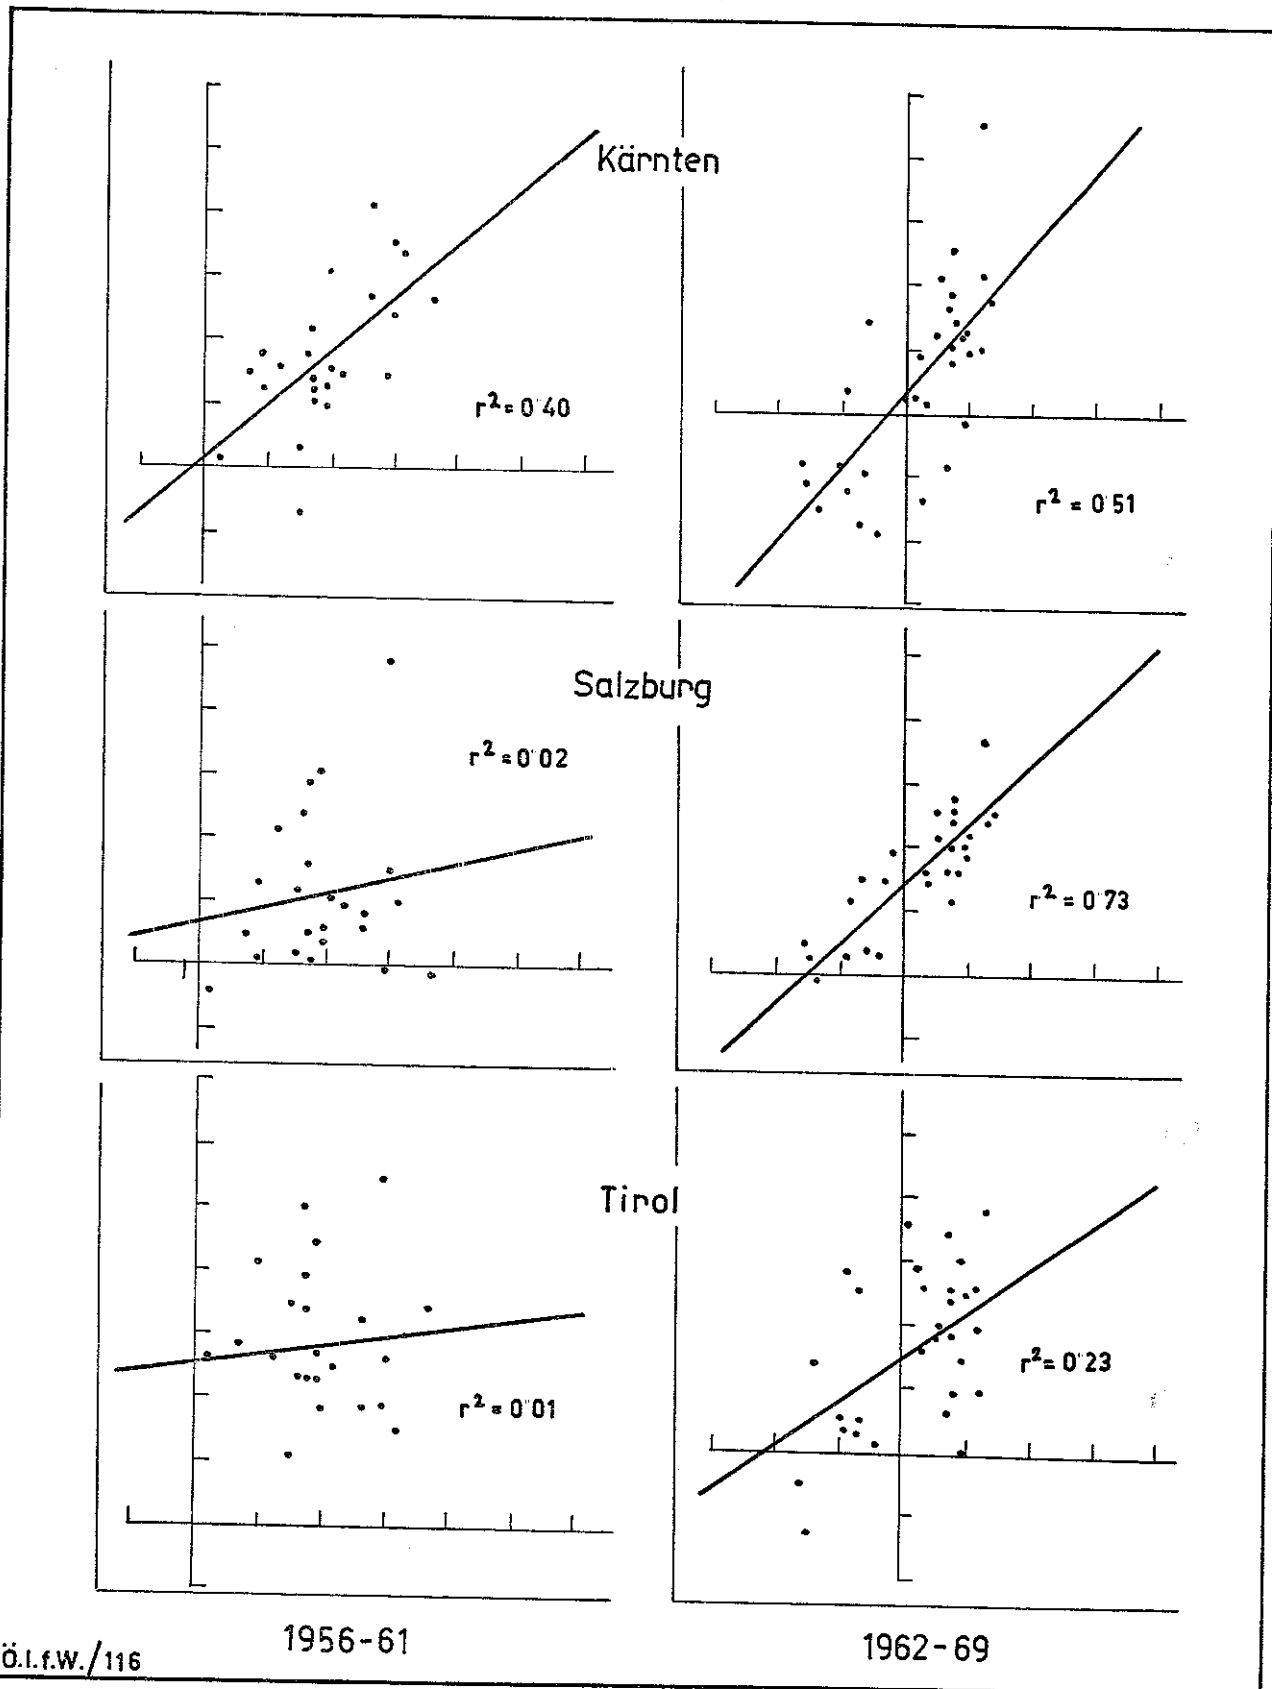 Kärnten
r² = 0˙40
r² = 0˙51
Salzburg
r² = 0˙02
r² = 0˙73
Tirol
r² = 0˙01
r² = 0˙23
1956-61
1962-69
Ö.I.f.W./116